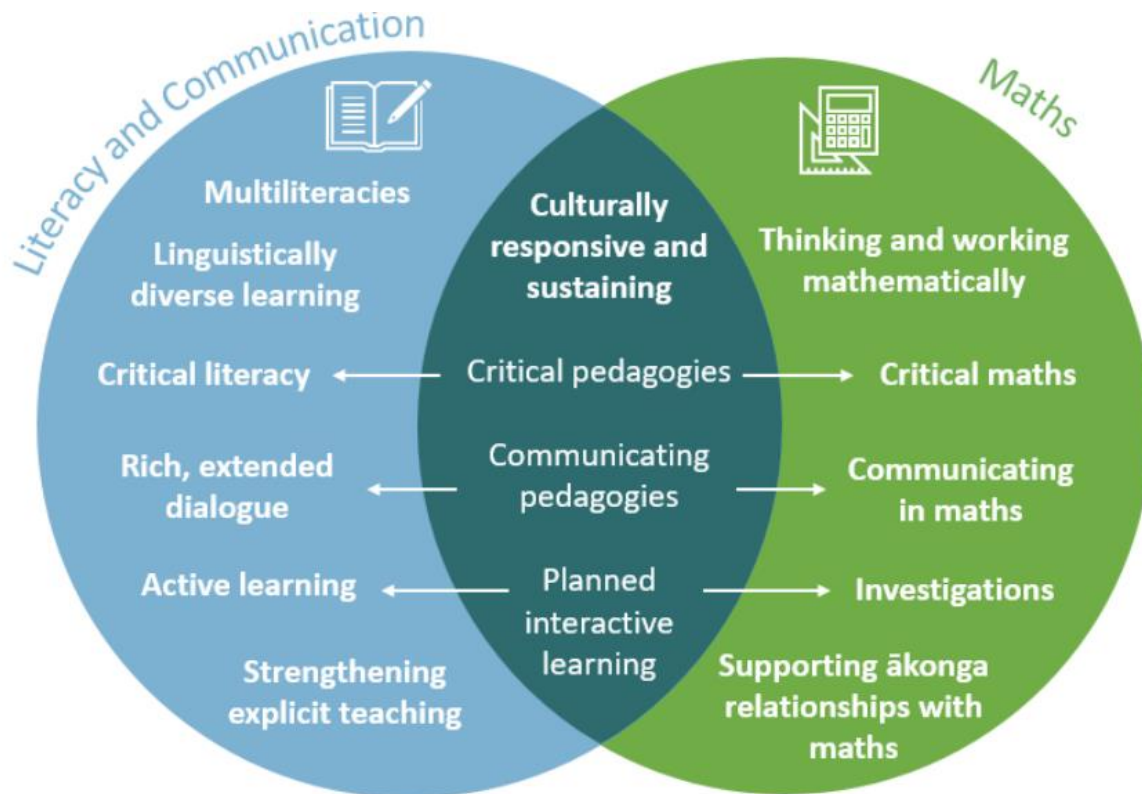 Literacy and Communication
Maths
Multiliteracies
Linguistically
diverse learning
Critical literacy
Rich, extended
dialogue
Active learning
Strengthening
explicit teaching
Culturally
responsive and
sustaining
Critical pedagogies
Communicating
pedagogies
Planned
interactive
learning
Thinking and working
mathematically
Critical maths
Communicating
in maths
Investigations
Supporting ākonga
relationships with
maths